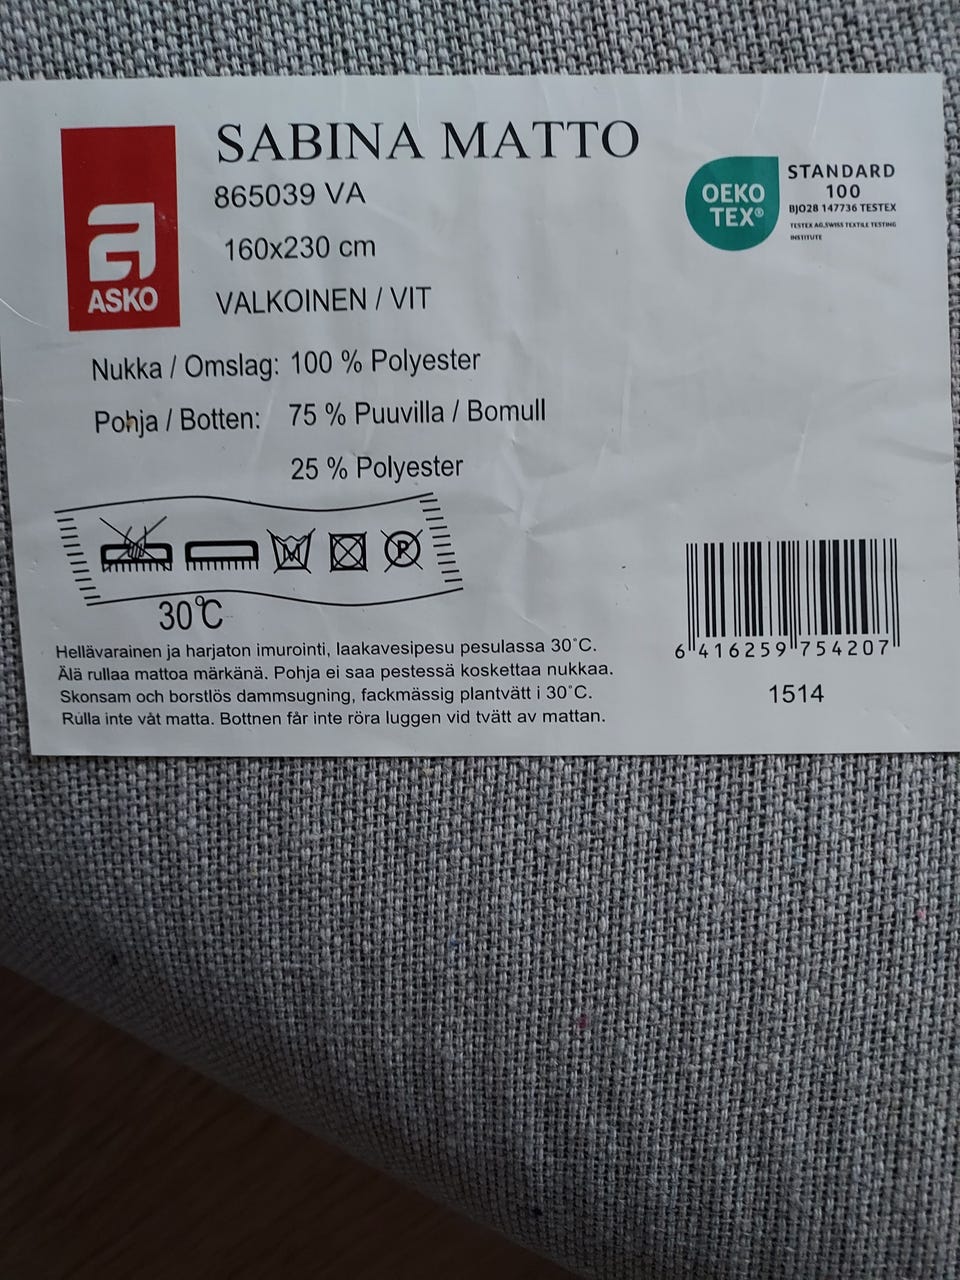 SABINA MATTO
865039 VA
160x230 cm
VALKOINEN / VIT
ASKO
OEKO
TEX®
STANDARD
100
BJ028 147736 TESTEX
TESTEX AG, SWISS TEXTILE TESTING
INSTITUTE
Nukka / Omslag: 100 % Polyester
Pohja / Botten: 75 % Puuvilla / Bomull
25 % Polyester
P
30°C
Hellävarainen ja harjaton imurointi, laakavesipesu pesulassa 30°C.
Älä rullaa mattoa märkänä. Pohja ei saa pestessä koskettaa nukkaa.
Skonsam och borstlös dammsugning, fackmässig plantvätt i 30°C.
Rulla inte våt matta. Bottnen får inte röra luggen vid tvätt av mattan.
6 416259 754207
1514